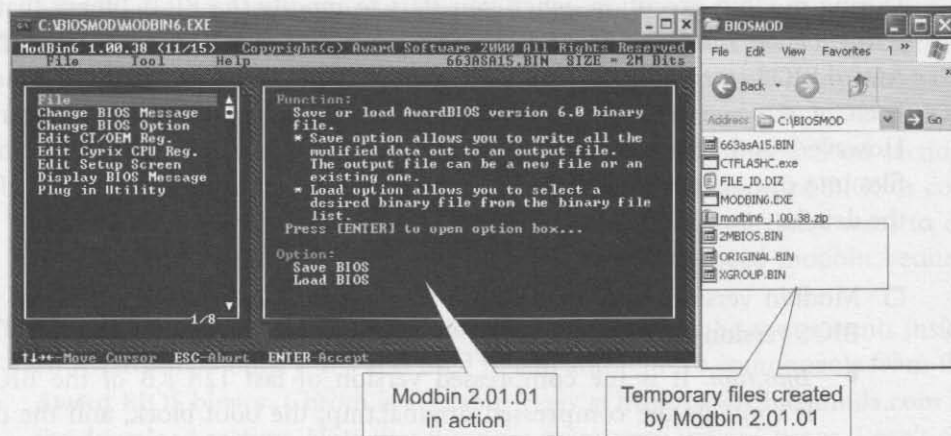 C:\BIOSMOD\MODBIN6.EXE
ModBin6 1.00.38 (11/15) Copyright(c) Award Software 2000 All Rights Reserved.
File Tool Help 663ASA15.BIN SIZE = 2M Bits
File
Change BIOS Message
Change BIOS Option
Edit CT/OEM Reg.
Edit Cyrix CPU Reg.
Edit Setup Screen
Display BIOS Message
Plug in Utility
1/8
Function:
Save or load AwardBIOS version 6.0 binary
file.
* Save option allows you to write all the
modified data out to an output file.
The output file can be a new file or an
existing one.
* Load option allows you to select a
desired binary file from the binary file
list.
Press [ENTER] to open option box...
Option:
Save BIOS
Load BIOS
↑↓↔-Move Cursor ESC-Abort ENTER-Accept
BIOSMOD
File Edit View Favorites 1 »
Back
Address C:\BIOSMOD Go
663asA15.BIN
CTFLASHC.exe
FILE_ID.DIZ
MODBIN6.EXE
modbin6_1.00.38.zip
2MBIOS.BIN
ORIGINAL.BIN
XGROUP.BIN
Modbin 2.01.01
in action
Temporary files created
by Modbin 2.01.01